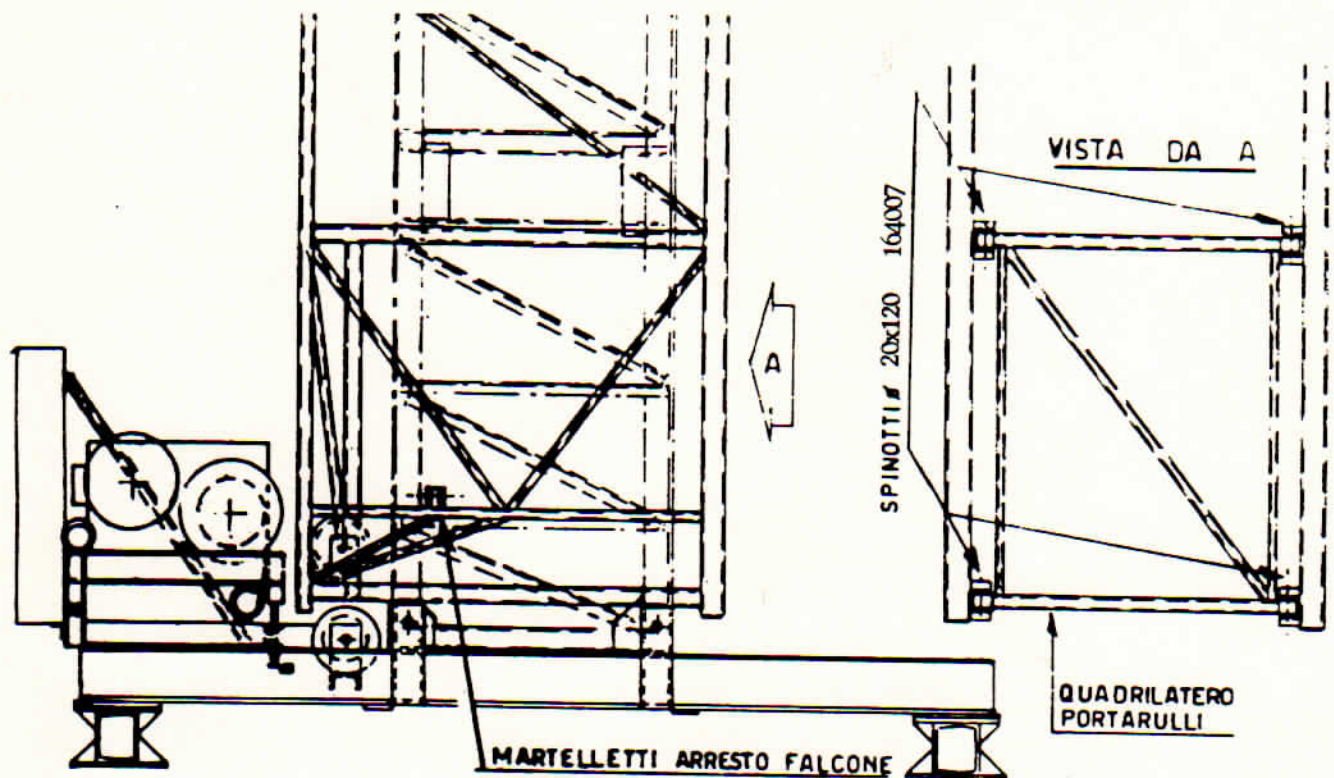 VISTA DA A
SPINOTTI ø 20x120 164007
A
QUADRILATERO
PORTARULLI
MARTELLETTI ARRESTO FALCONE